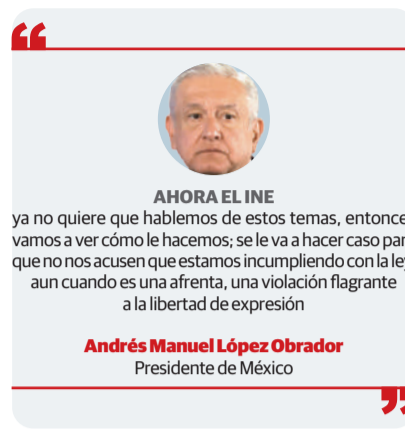 “
AHORA EL INE
ya no quiere que hablemos de estos temas, entonce
vamos a ver cómo le hacemos; se le va a hacer caso par
que no nos acusen que estamos incumpliendo con la ley
aun cuando es una afrenta, una violación flagrante
a la libertad de expresión
Andrés Manuel López Obrador
Presidente de México
”